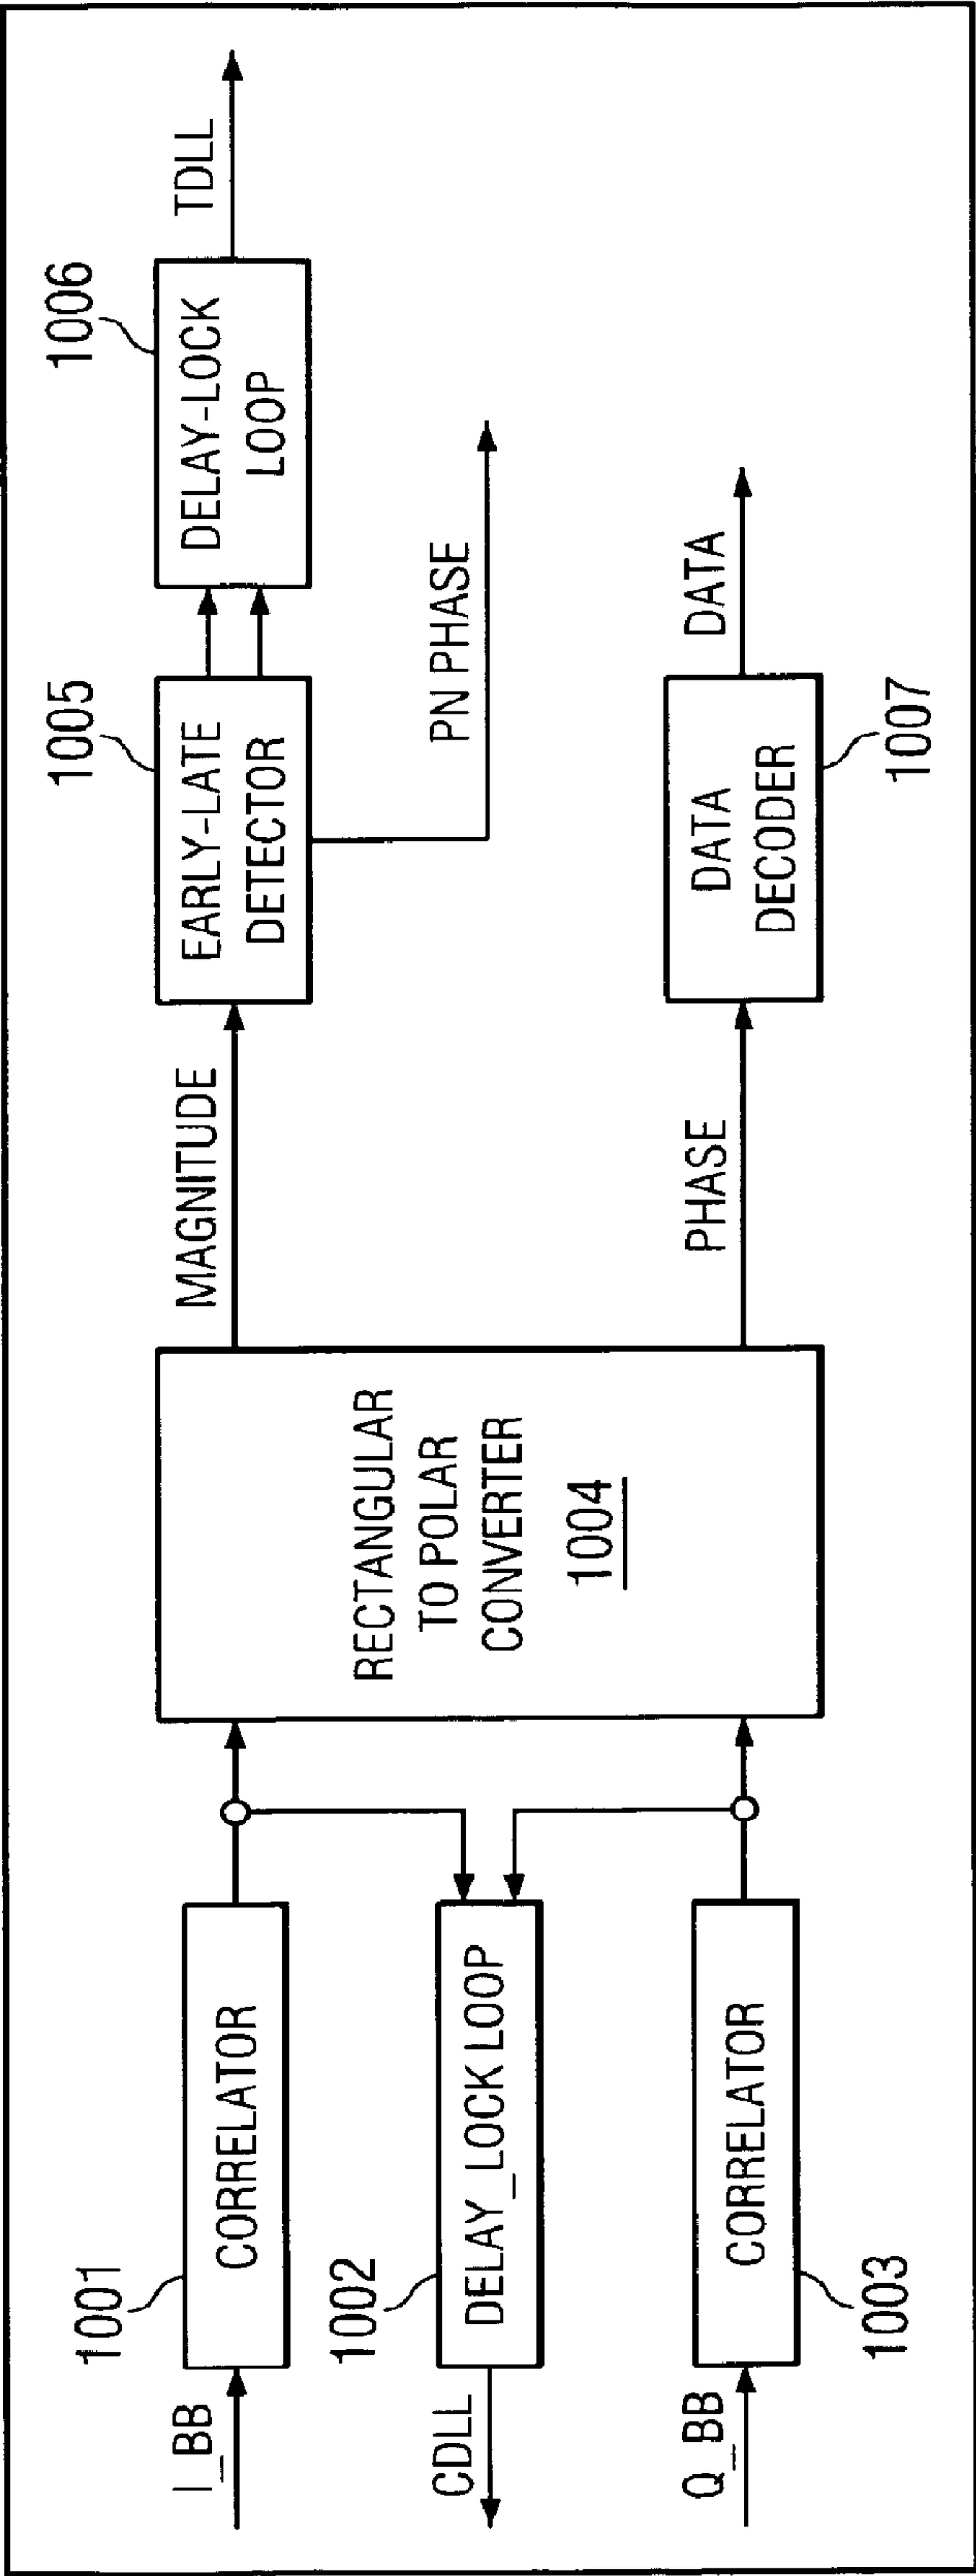 I_BB
1001
CORRELATOR
CDLL
1002
DELAY_LOCK LOOP
Q_BB
CORRELATOR
1003
RECTANGULAR
TO POLAR
CONVERTER
1004
MAGNITUDE
PHASE
1005
EARLY-LATE
DETECTOR
PN PHASE
1006
DELAY-LOCK
LOOP
TDLL
DATA
DECODER
1007
DATA